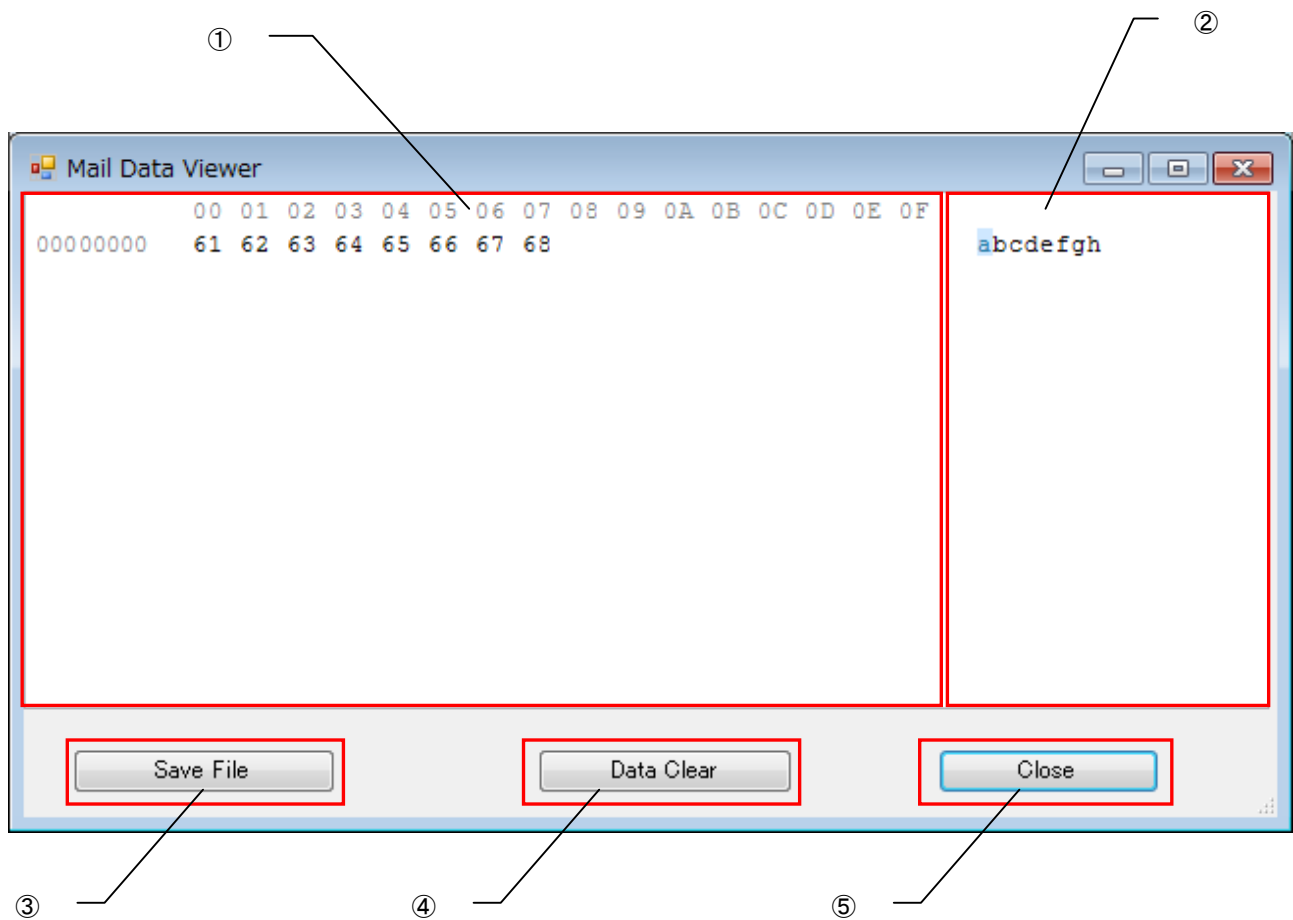 ① ②
Mail Data Viewer
00 01 02 03 04 05 06 07 08 09 0A 0B 0C 0D 0E 0F
00000000 61 62 63 64 65 66 67 68 abcdefgh
Save File Data Clear Close
③ ④ ⑤